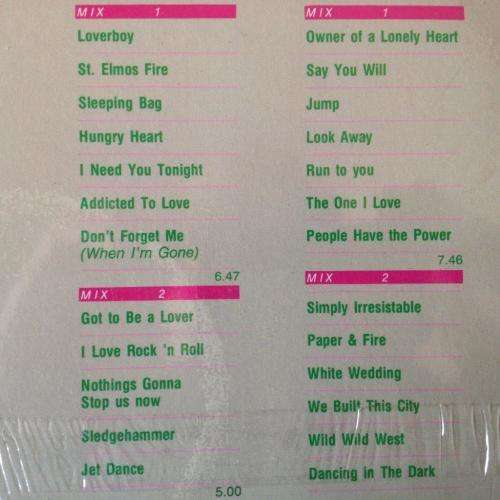 MIX 1
Loverboy
St. Elmos Fire
Sleeping Bag
Hungry Heart
I Need You Tonight
Addicted To Love
Don't Forget Me
(When I'm Gone)
6.47
MIX 2
Got to Be a Lover
I Love Rock 'n Roll
Nothings Gonna
Stop us now
Sledgehammer
Jet Dance
5.00
MIX 1
Owner of a Lonely Heart
Say You Will
Jump
Look Away
Run to you
The One I Love
People Have the Power
7.46
MIX 2
Simply Irresistable
Paper & Fire
White Wedding
We Built This City
Wild Wild West
Dancing in The Dark